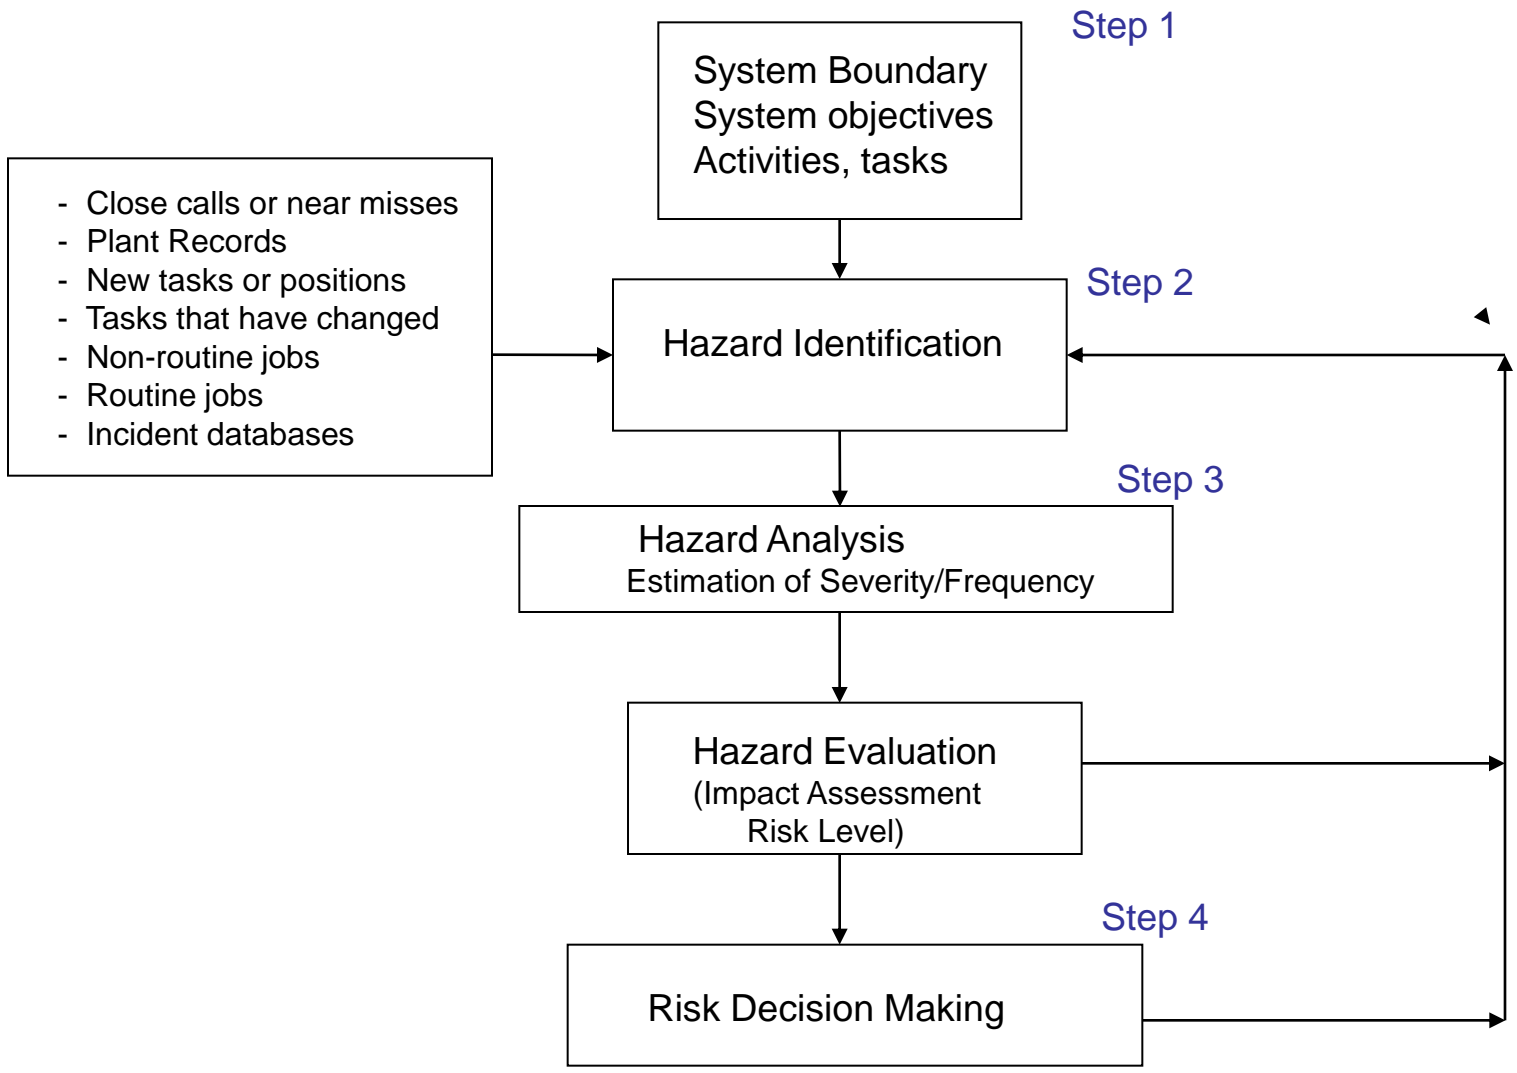 Step 1
System Boundary
System objectives
Activities, tasks
- Close calls or near misses
- Plant Records
- New tasks or positions
- Tasks that have changed
- Non-routine jobs
- Routine jobs
- Incident databases
Step 2
Hazard Identification
Step 3
Hazard Analysis
Estimation of Severity/Frequency
Hazard Evaluation
(Impact Assessment
Risk Level)
Step 4
Risk Decision Making